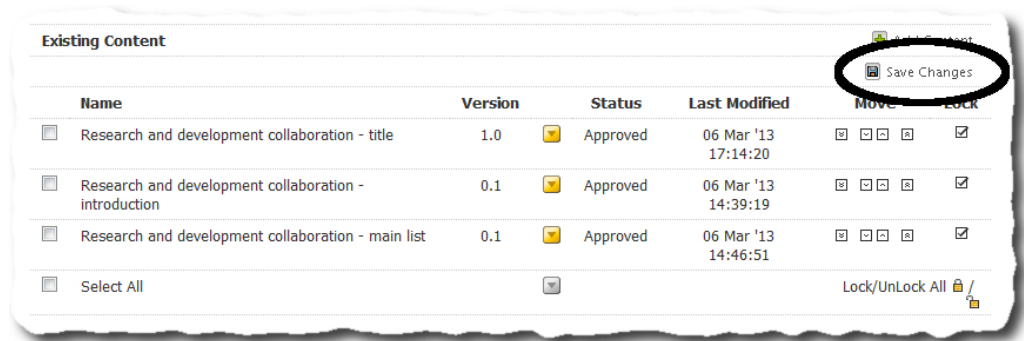 Existing Content Add Content
Save Changes
Name Version Status Last Modified Move Lock
Research and development collaboration - title 1.0 Approved 06 Mar '13
17:14:20
Research and development collaboration - 0.1 Approved 06 Mar '13
introduction 14:39:19
Research and development collaboration - main list 0.1 Approved 06 Mar '13
14:46:51
Select All Lock/UnLock All /